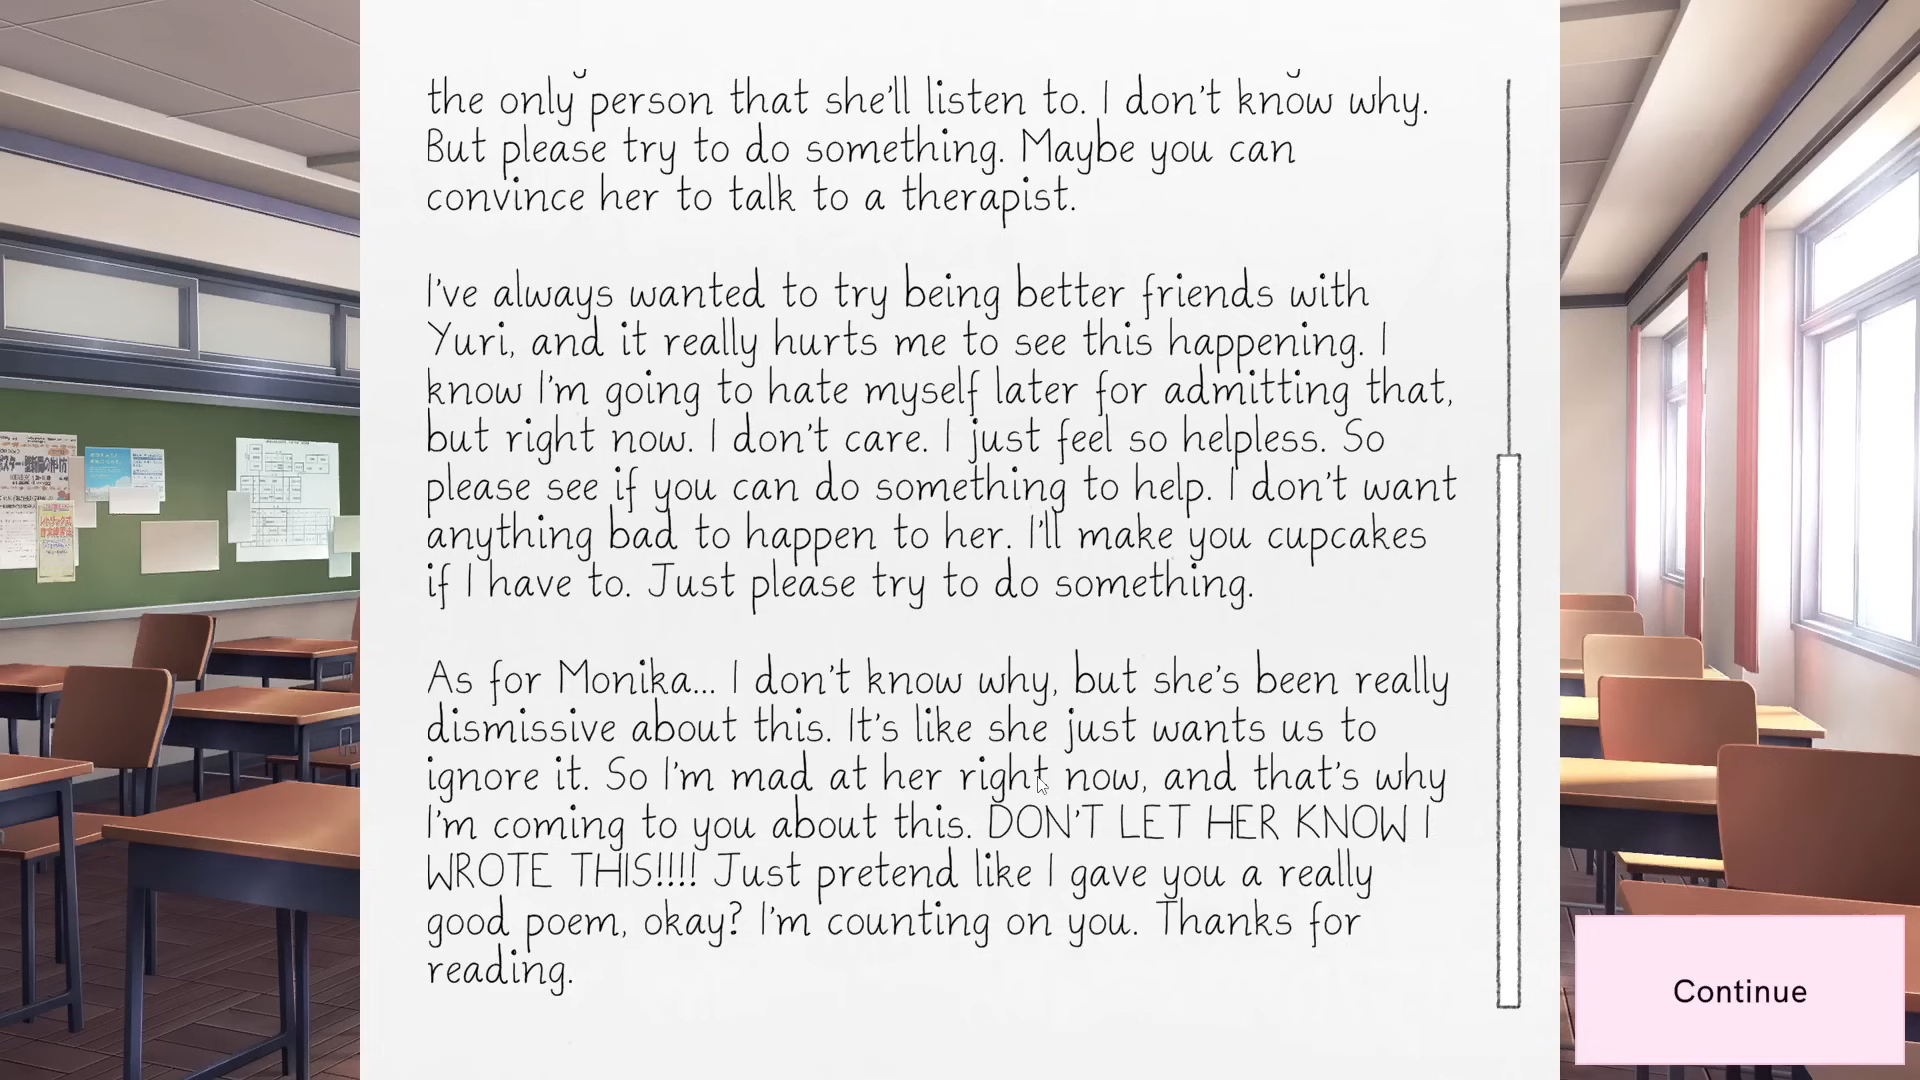 the only person that she'll listen to. I don't know why.
But please try to do something. Maybe you can
convince her to talk to a therapist.
I've always wanted to try being better friends with
Yuri, and it really hurts me to see this happening. I
know I'm going to hate myself later for admitting that,
but right now. I don't care. I just feel so helpless. So
please see if you can do something to help. I don't want
anything bad to happen to her. I'll make you cupcakes
if I have to. Just please try to do something.
As for Monika... I don't know why, but she's been really
dismissive about this. It's like she just wants us to
ignore it. So I'm mad at her right now, and that's why
I'm coming to you about this. DON'T LET HER KNOW I
WROTE THIS!!!! Just pretend like I gave you a really
good poem, okay? I'm counting on you. Thanks for
reading.
Continue